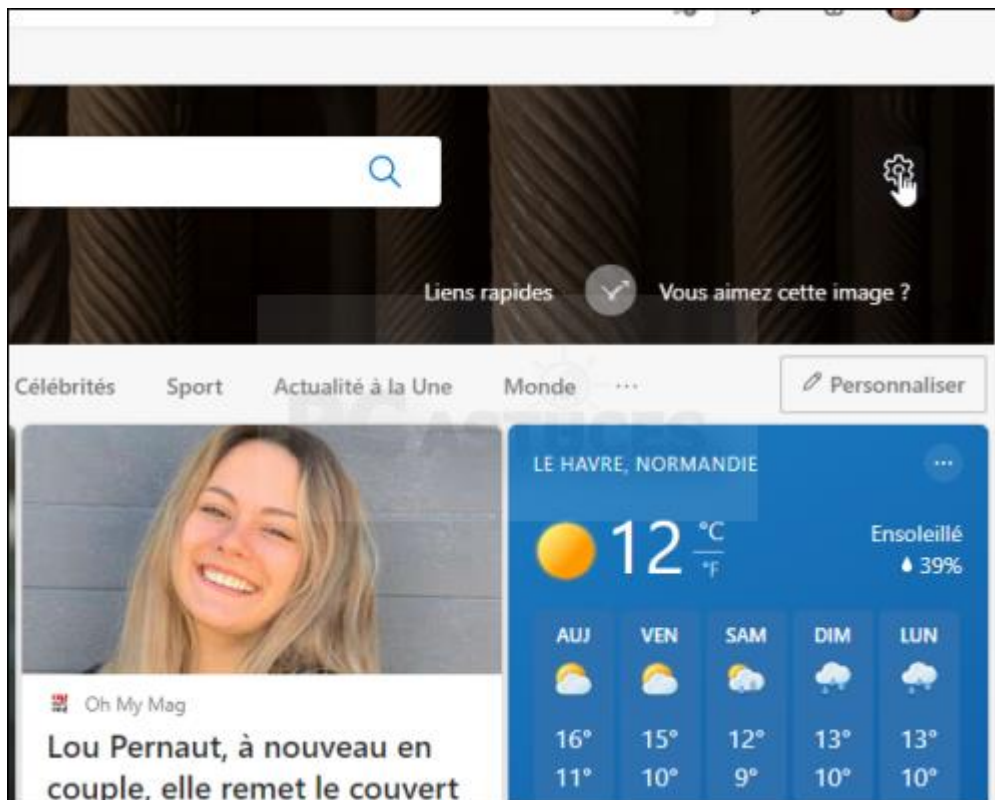 Liens rapides
Vous aimez cette image ?
Célébrités Sport Actualité à la Une Monde ... Personnaliser
PC ASTUCES
Oh My Mag
Lou Pernaut, à nouveau en
couple, elle remet le couvert
LE HAVRE, NORMANDIE
12 °C
°F
Ensoleillé
39%
AUJ VEN SAM DIM LUN
16° 15° 12° 13° 13°
11° 10° 9° 10° 10°